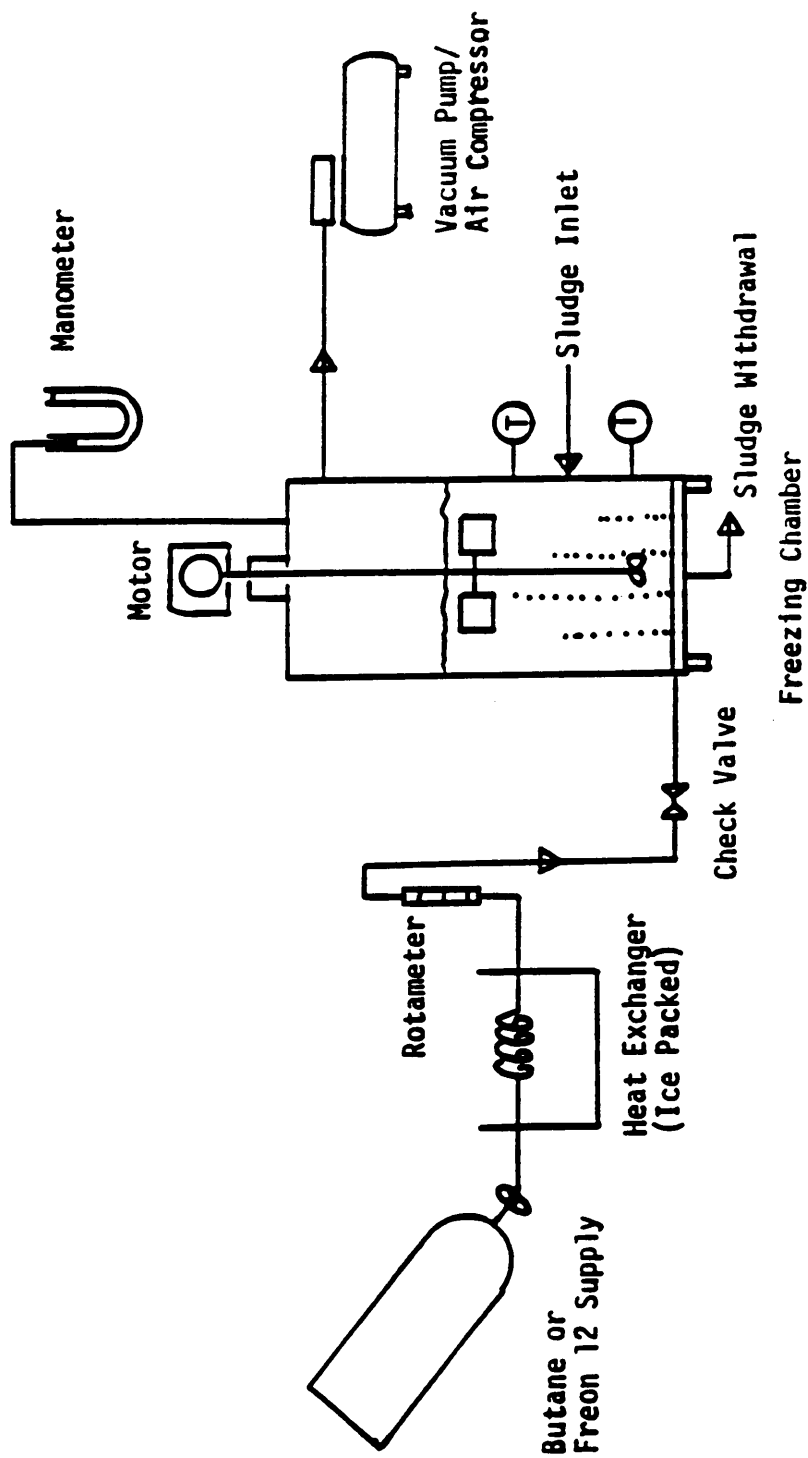 Manometer
Motor
Vacuum Pump/
Air Compressor
T
Sludge Inlet
T
Sludge Withdrawal
Freezing Chamber
Check Valve
Rotameter
Heat Exchanger
(Ice Packed)
Butane or
Freon 12 Supply